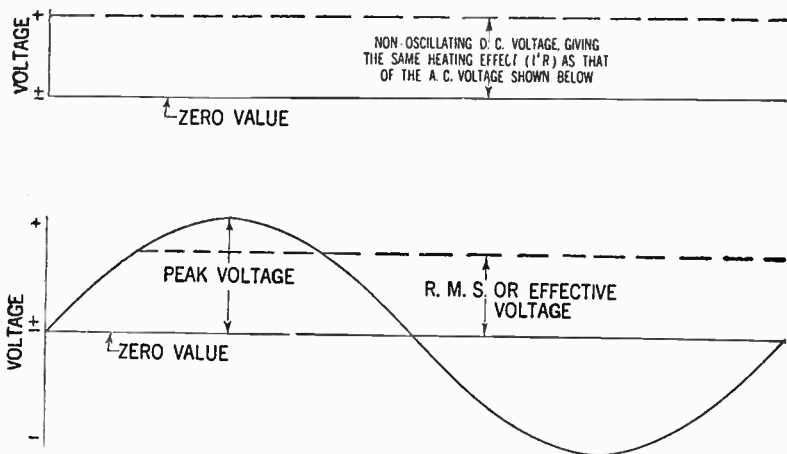 +
VOLTAGE
NON-OSCILLATING D. C. VOLTAGE, GIVING
THE SAME HEATING EFFECT (I²R) AS THAT
OF THE A. C. VOLTAGE SHOWN BELOW
±
ZERO VALUE
+
PEAK VOLTAGE
R. M. S. OR EFFECTIVE
VOLTAGE
±
VOLTAGE
ZERO VALUE
-